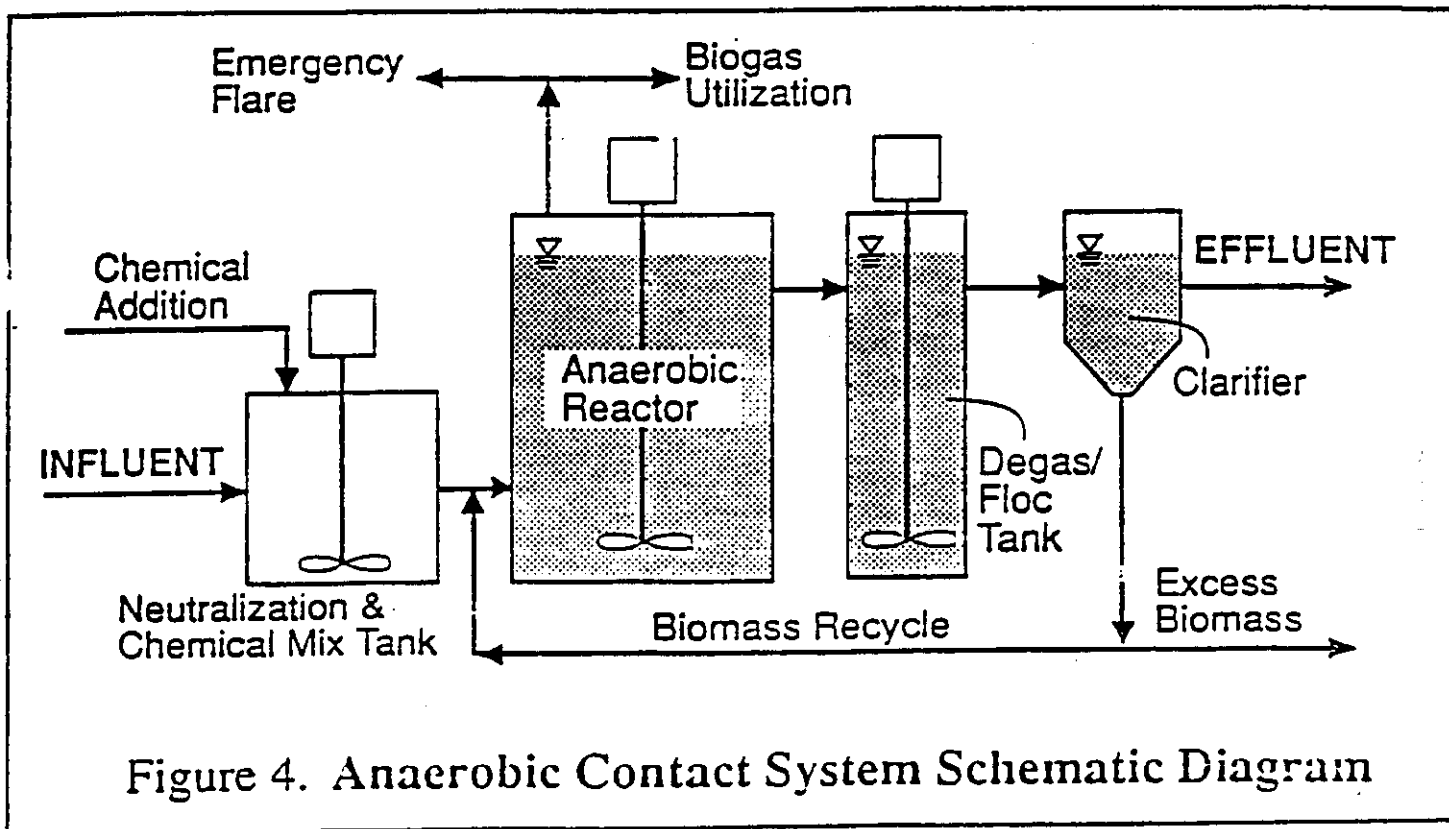 Emergency
Flare
Biogas
Utilization
Chemical
Addition
EFFLUENT
Anaerobic
Reactor
Clarifier
INFLUENT
Degas/
Floc
Tank
Neutralization &
Chemical Mix Tank
Biomass Recycle
Excess
Biomass
Figure 4. Anaerobic Contact System Schematic Diagram